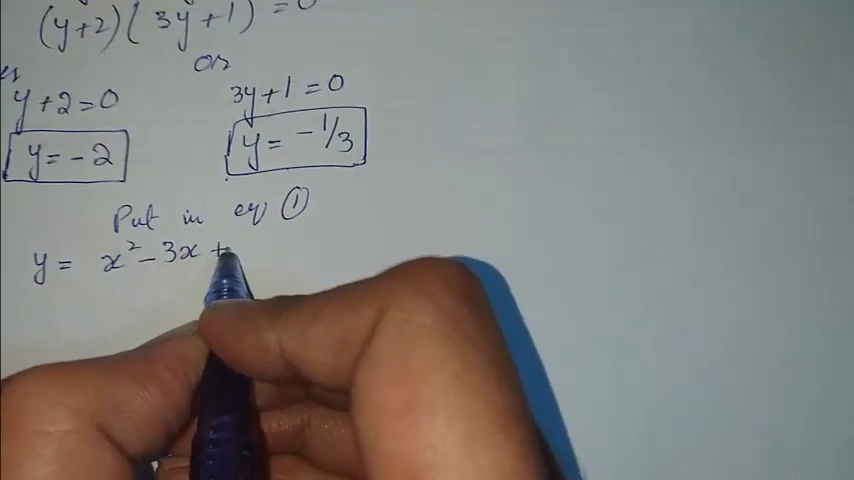 (y+2)(3y+1) = 0
or
y+2=0
3y+1=0
y = -2
y = -1/3
Put in eq ①
y = x² - 3x +